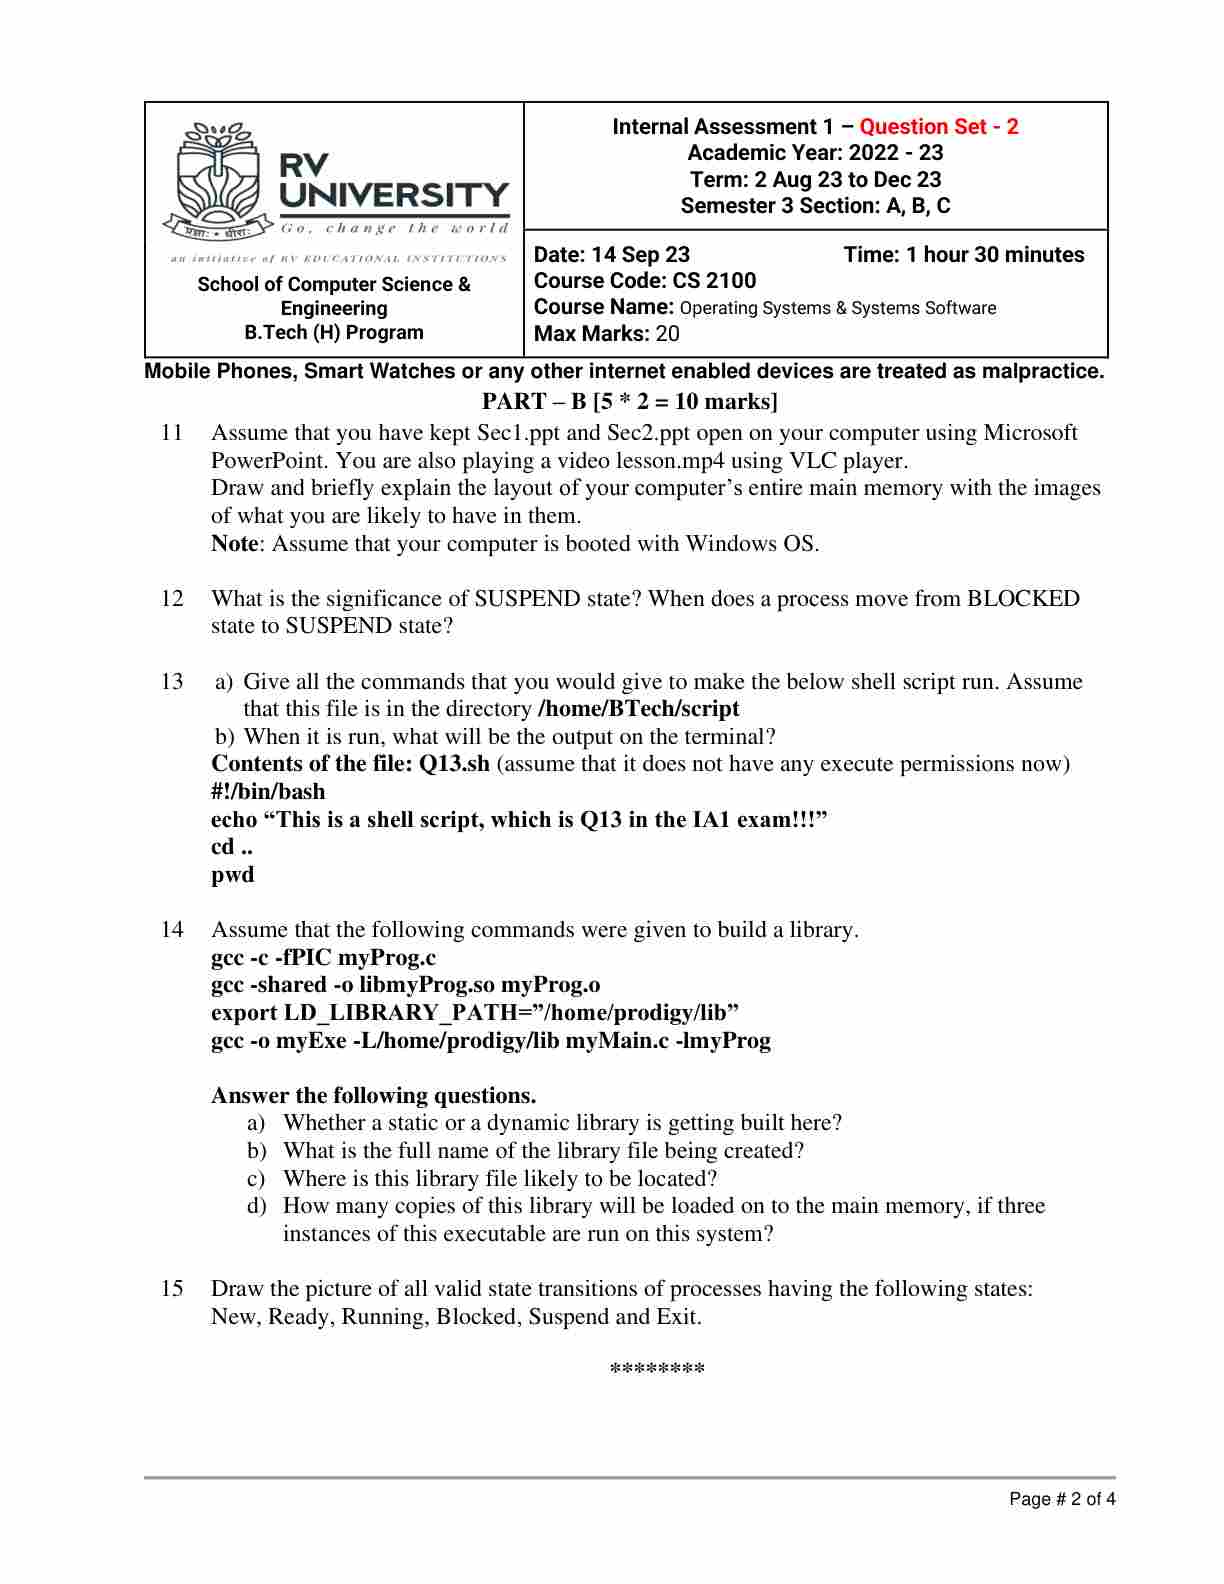 RV
UNIVERSITY
Go, change the world
प्रज्ञाः • धीराः
an initiative of RV EDUCATIONAL INSTITUTIONS
School of Computer Science &
Engineering
B.Tech (H) Program
Internal Assessment 1 – Question Set - 2
Academic Year: 2022 - 23
Term: 2 Aug 23 to Dec 23
Semester 3 Section: A, B, C
Date: 14 Sep 23 Time: 1 hour 30 minutes
Course Code: CS 2100
Course Name: Operating Systems & Systems Software
Max Marks: 20
Mobile Phones, Smart Watches or any other internet enabled devices are treated as malpractice.
PART – B [5 * 2 = 10 marks]
11 Assume that you have kept Sec1.ppt and Sec2.ppt open on your computer using Microsoft
PowerPoint. You are also playing a video lesson.mp4 using VLC player.
Draw and briefly explain the layout of your computer’s entire main memory with the images
of what you are likely to have in them.
Note: Assume that your computer is booted with Windows OS.
12 What is the significance of SUSPEND state? When does a process move from BLOCKED
state to SUSPEND state?
13 a) Give all the commands that you would give to make the below shell script run. Assume
that this file is in the directory /home/BTech/script
b) When it is run, what will be the output on the terminal?
Contents of the file: Q13.sh (assume that it does not have any execute permissions now)
#!/bin/bash
echo “This is a shell script, which is Q13 in the IA1 exam!!!”
cd ..
pwd
14 Assume that the following commands were given to build a library.
gcc -c -fPIC myProg.c
gcc -shared -o libmyProg.so myProg.o
export LD_LIBRARY_PATH=”/home/prodigy/lib”
gcc -o myExe -L/home/prodigy/lib myMain.c -lmyProg
Answer the following questions.
a) Whether a static or a dynamic library is getting built here?
b) What is the full name of the library file being created?
c) Where is this library file likely to be located?
d) How many copies of this library will be loaded on to the main memory, if three
instances of this executable are run on this system?
15 Draw the picture of all valid state transitions of processes having the following states:
New, Ready, Running, Blocked, Suspend and Exit.
********
Page # 2 of 4